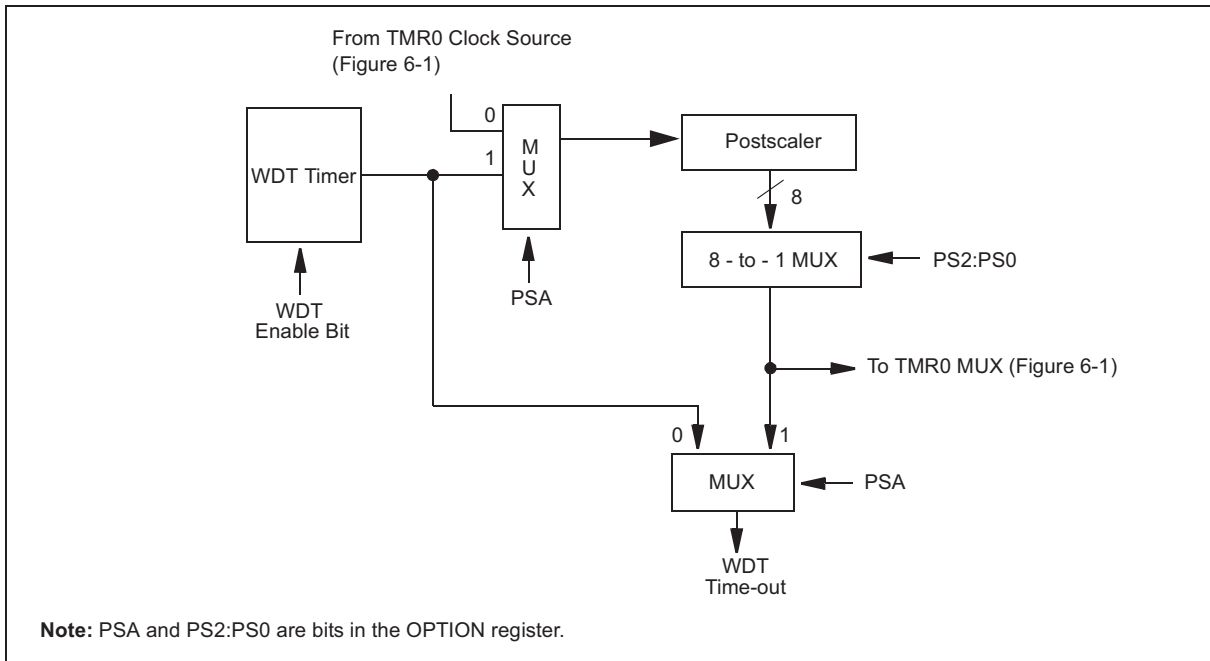 From TMR0 Clock Source
(Figure 6-1)
0
1
M
U
X
WDT Timer
Postscaler
8
8 - to - 1 MUX
PS2:PS0
PSA
WDT
Enable Bit
To TMR0 MUX (Figure 6-1)
0
1
MUX
PSA
WDT
Time-out
Note: PSA and PS2:PS0 are bits in the OPTION register.